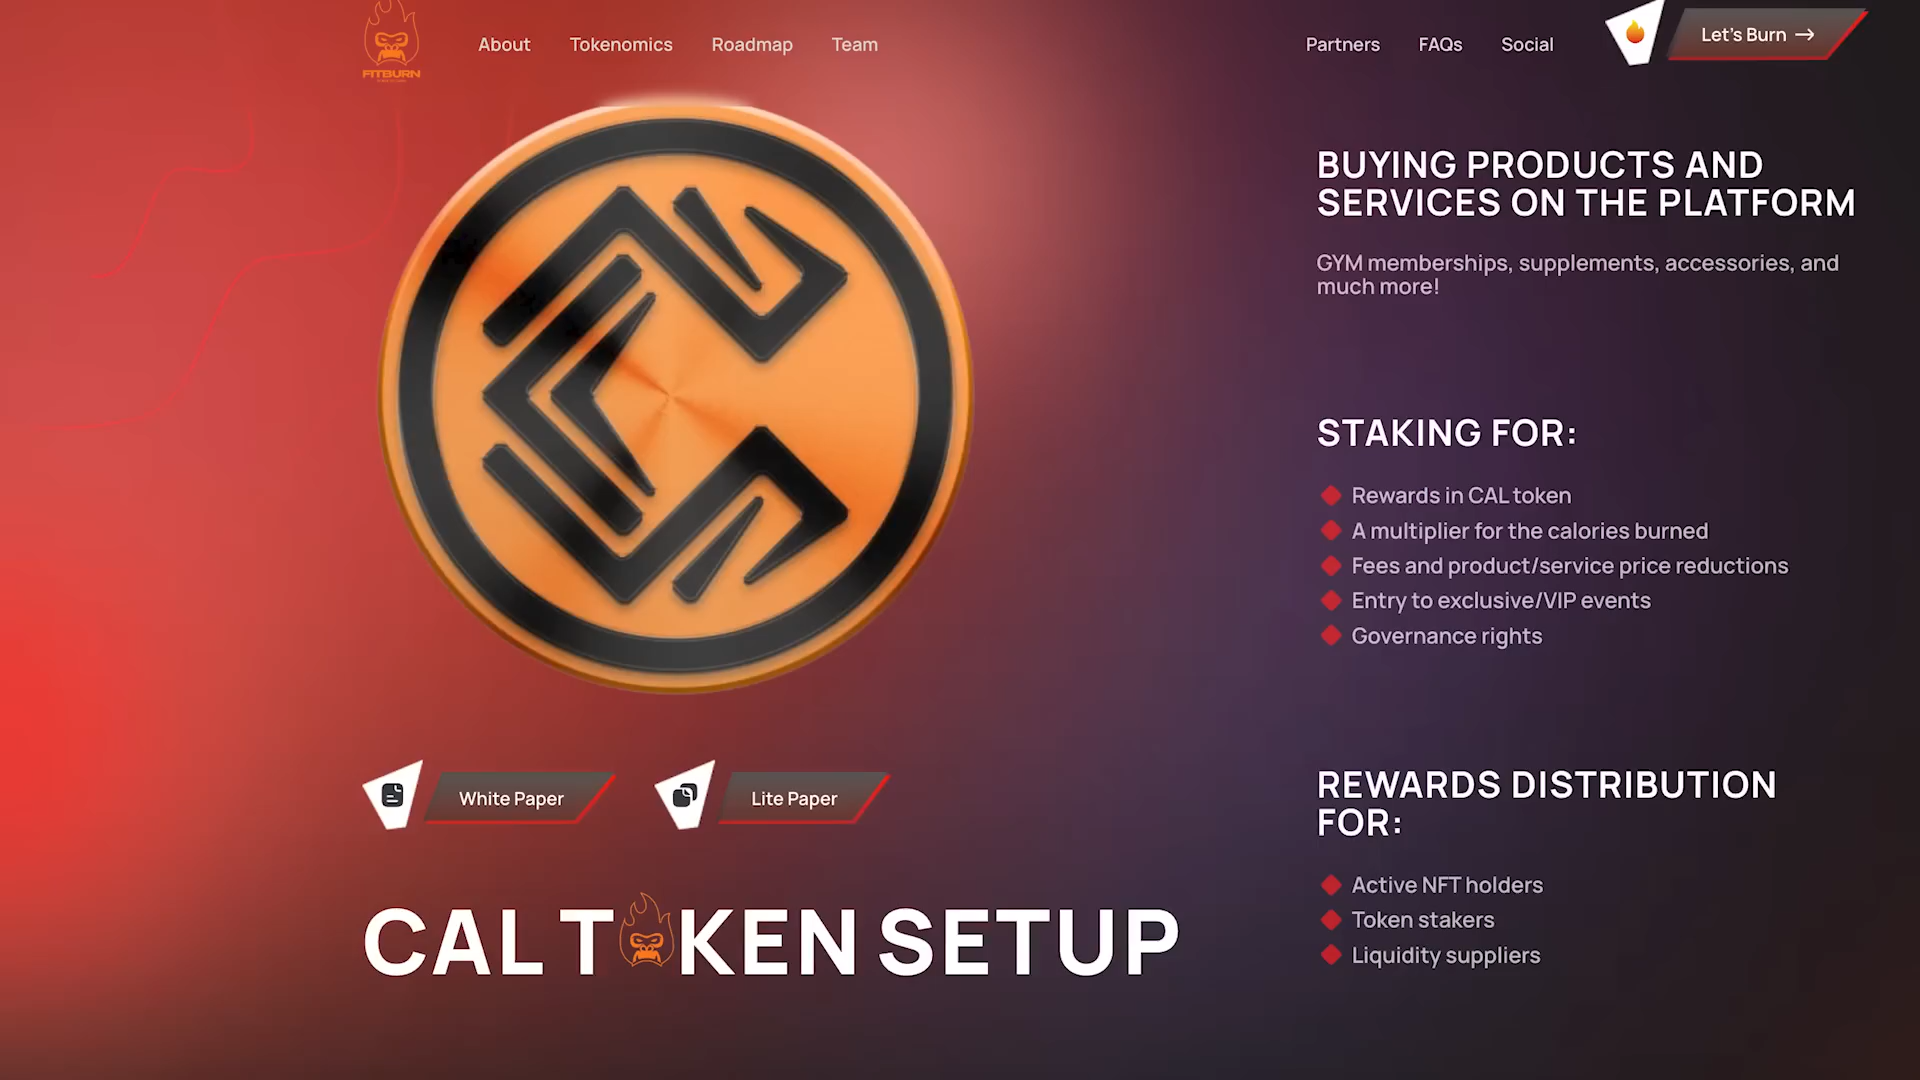 FITBURN
About
Tokenomics
Roadmap
Team
Partners
FAQs
Social
Let's Burn
BUYING PRODUCTS AND
SERVICES ON THE PLATFORM
GYM memberships, supplements, accessories, and
much more!
STAKING FOR:
Rewards in CAL token
A multiplier for the calories burned
Fees and product/service price reductions
Entry to exclusive/VIP events
Governance rights
White Paper
Lite Paper
REWARDS DISTRIBUTION
FOR:
Active NFT holders
Token stakers
Liquidity suppliers
CAL TOKEN SETUP